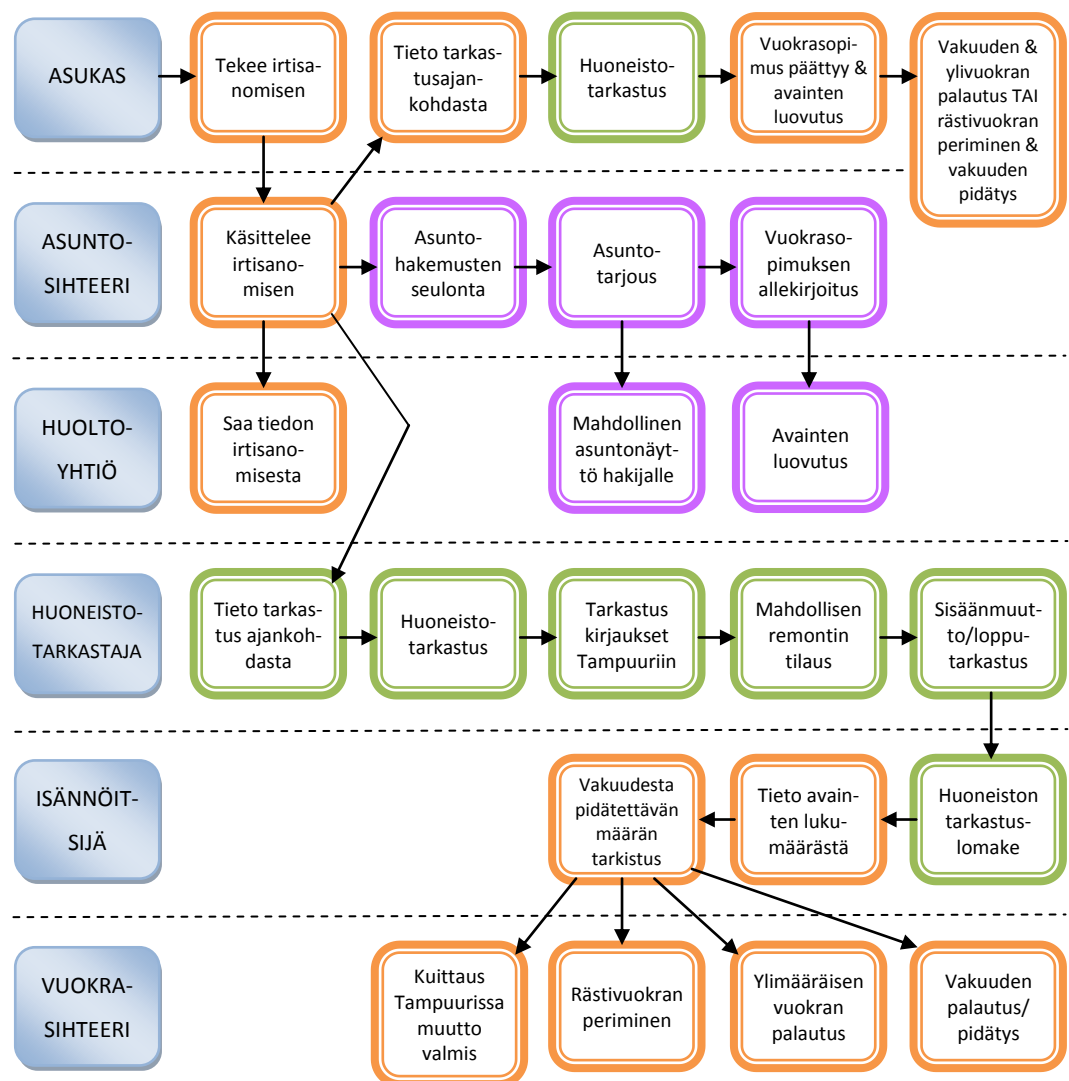 ASUKAS
Tekee irtisa-
nomisen
Tieto tarkas-
tusajan-
kohdasta
Huoneisto-
tarkastus
Vuokrasopi-
mus päättyy &
avainten
luovutus
Vakuuden &
ylivuokran
palautus TAI
rästivuokran
periminen &
vakuuden
pidätys
ASUNTO-
SIHTEERI
Käsittelee
irtisano-
misen
Asunto-
hakemusten
seulonta
Asunto-
tarjous
Vuokraso-
pimuksen
allekirjoitus
HUOLTO-
YHTIÖ
Saa tiedon
irtisano-
misesta
Mahdollinen
asuntonäyt-
tö hakijalle
Avainten
luovutus
HUONEISTO-
TARKASTAJA
Tieto tarkas-
tus ajankoh-
dasta
Huoneisto-
tarkastus
Tarkastus
kirjaukset
Tampuuriin
Mahdollisen
remontin
tilaus
Sisäänmuut-
to/loppu-
tarkastus
ISÄNNÖIT-
SIJÄ
Vakuudesta
pidätettävän
määrän
tarkistus
Tieto avain-
ten luku-
määrästä
Huoneiston
tarkastus-
lomake
VUOKRA-
SIHTEERI
Kuittaus
Tampuurissa
muutto
valmis
Rästivuokran
periminen
Ylimääräisen
vuokran
palautus
Vakuuden
palautus/
pidätys